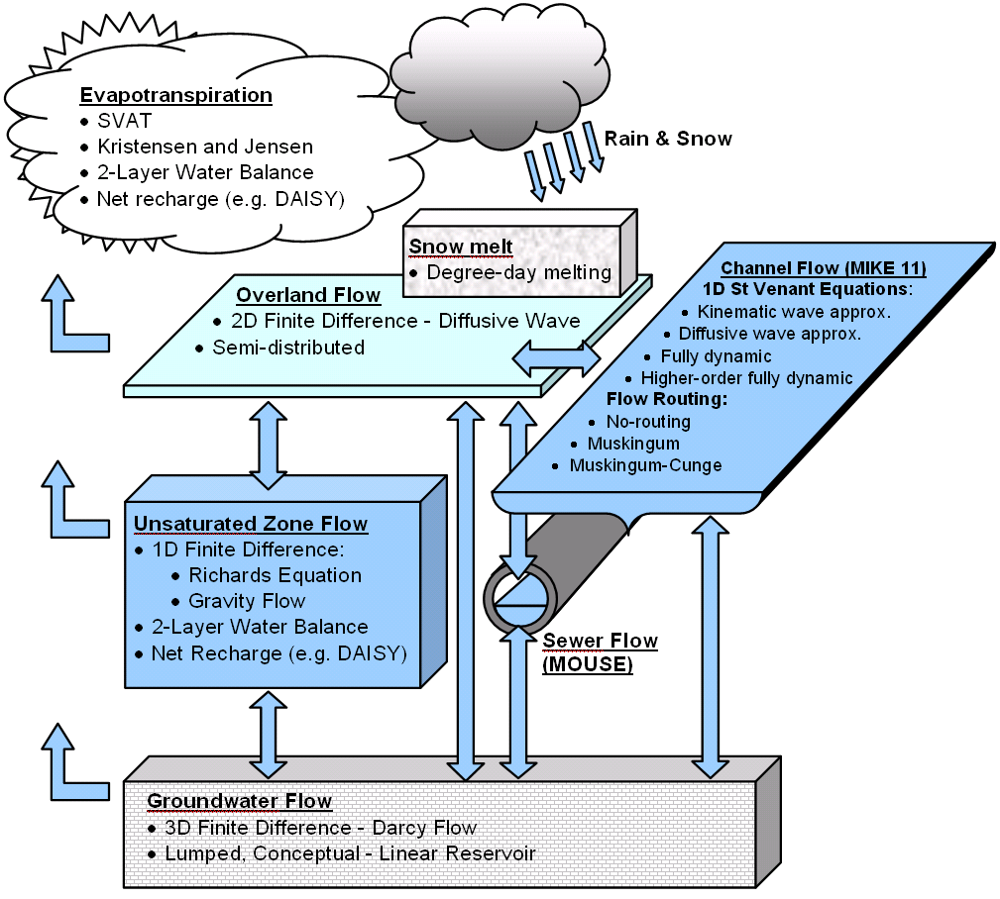 Evapotranspiration
• SVAT
• Kristensen and Jensen
• 2-Layer Water Balance
• Net recharge (e.g. DAISY)
Rain & Snow
Snow melt
• Degree-day melting
Overland Flow
• 2D Finite Difference - Diffusive Wave
• Semi-distributed
Channel Flow (MIKE 11)
1D St Venant Equations:
• Kinematic wave approx.
• Diffusive wave approx.
• Fully dynamic
• Higher-order fully dynamic
Flow Routing:
• No-routing
• Muskingum
• Muskingum-Cunge
Unsaturated Zone Flow
• 1D Finite Difference:
• Richards Equation
• Gravity Flow
• 2-Layer Water Balance
• Net Recharge (e.g. DAISY)
Sewer Flow
(MOUSE)
Groundwater Flow
• 3D Finite Difference - Darcy Flow
• Lumped, Conceptual - Linear Reservoir